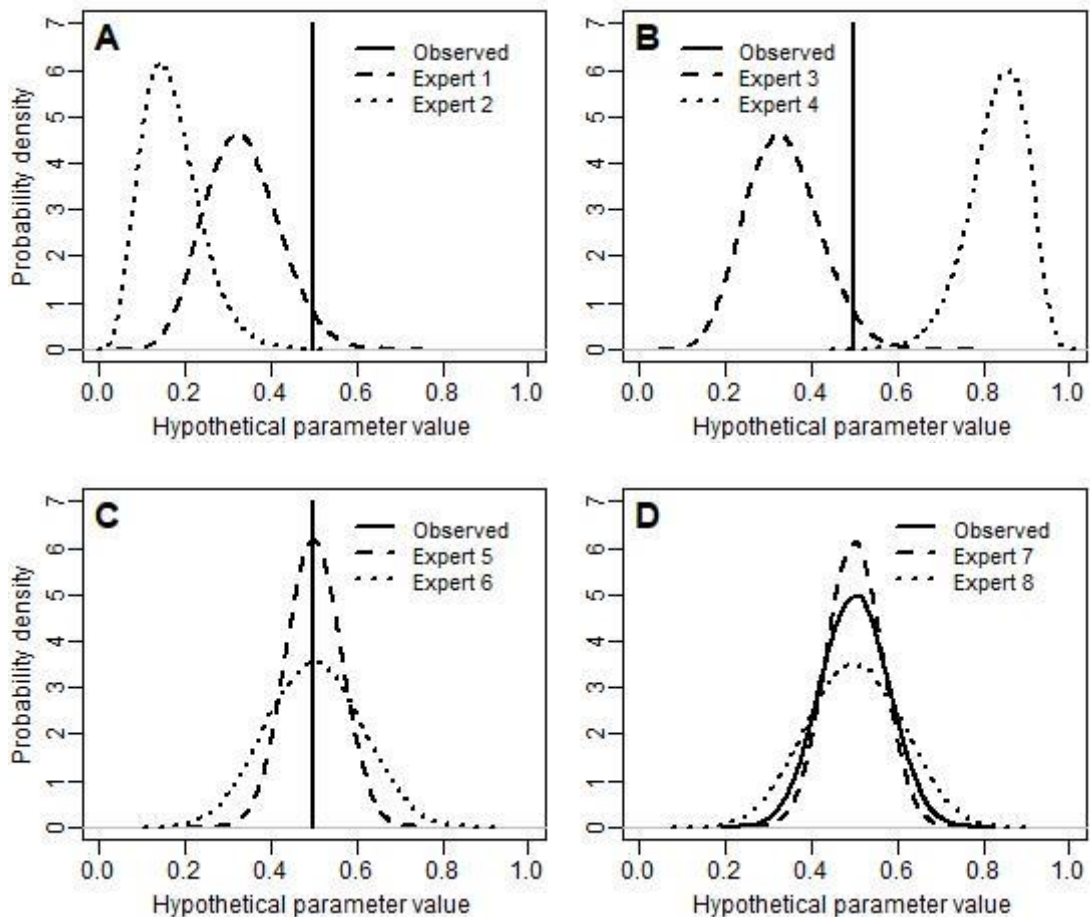 A
Observed
Expert 1
Expert 2
Probability density
0 1 2 3 4 5 6 7
0.0 0.2 0.4 0.6 0.8 1.0
Hypothetical parameter value
B
Observed
Expert 3
Expert 4
0 1 2 3 4 5 6 7
0.0 0.2 0.4 0.6 0.8 1.0
Hypothetical parameter value
C
Observed
Expert 5
Expert 6
Probability density
0 1 2 3 4 5 6 7
0.0 0.2 0.4 0.6 0.8 1.0
Hypothetical parameter value
D
Observed
Expert 7
Expert 8
0 1 2 3 4 5 6 7
0.0 0.2 0.4 0.6 0.8 1.0
Hypothetical parameter value